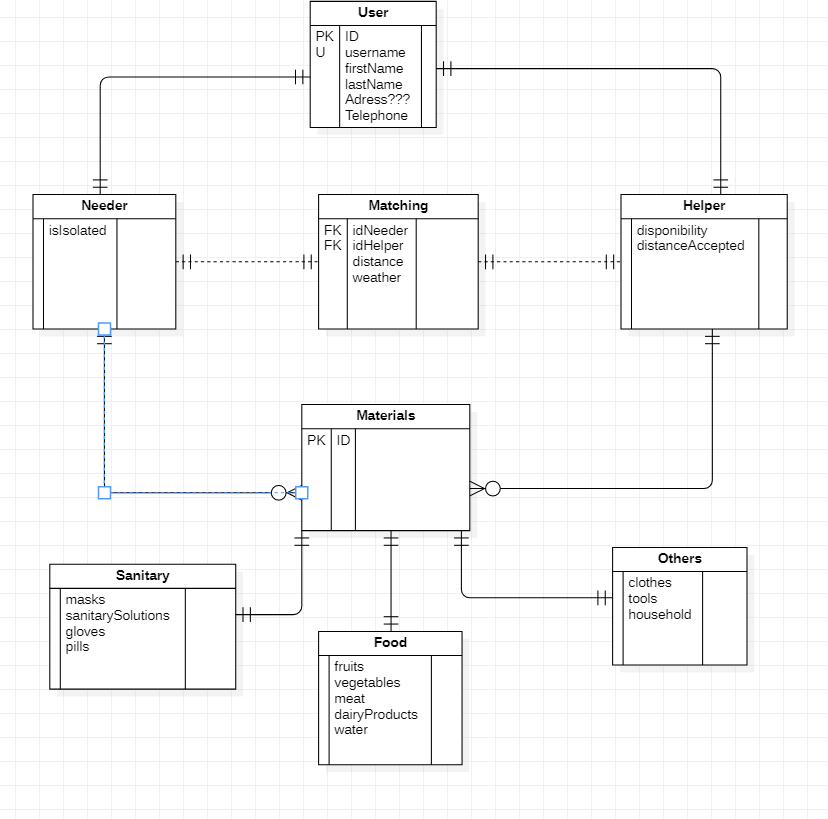 User
PK ID
U username
firstName
lastName
Adress???
Telephone
Needer
isIsolated
Matching
FK idNeeder
FK idHelper
distance
weather
Helper
disponibility
distanceAccepted
Materials
PK ID
Sanitary
masks
sanitarySolutions
gloves
pills
Food
fruits
vegetables
meat
dairyProducts
water
Others
clothes
tools
household